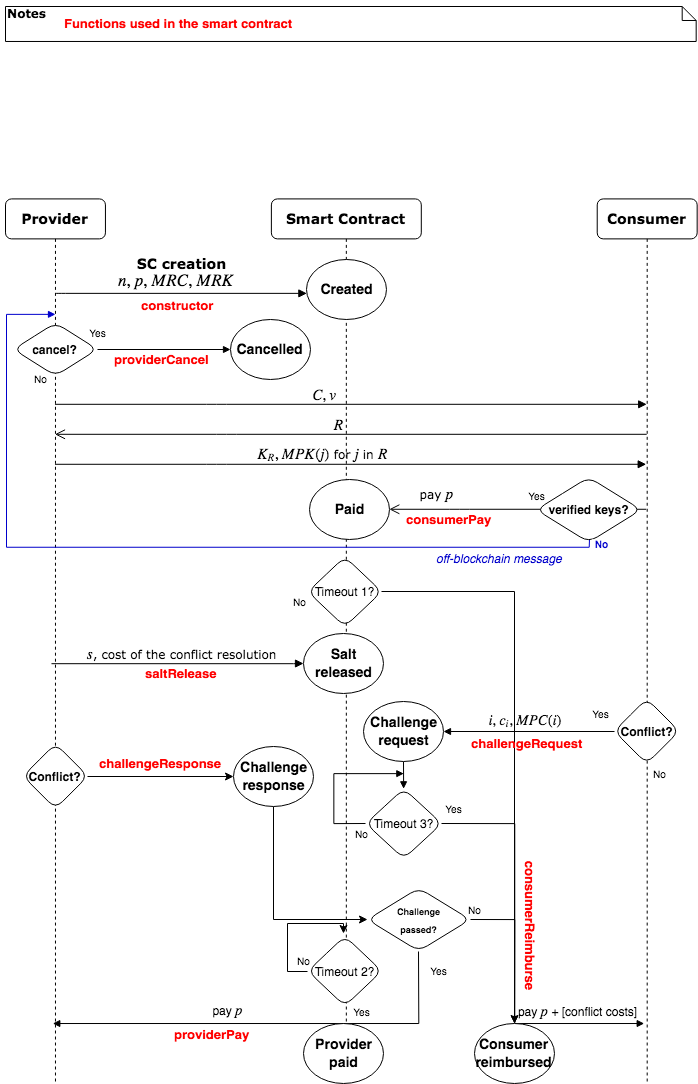 Notes
Functions used in the smart contract
Provider
Smart Contract
Consumer
SC creation
n, p, MRC, MRK
constructor
Created
cancel?
Yes
providerCancel
Cancelled
No
C, v
R
K_R, MPK(j) for j in R
Paid
pay p
consumerPay
Yes
verified keys?
No
off-blockchain message
Timeout 1?
No
s, cost of the conflict resolution
saltRelease
Salt
released
Challenge
request
i, c_i, MPC(i)
challengeRequest
Yes
Conflict?
No
Conflict?
challengeResponse
Challenge
response
Timeout 3?
Yes
No
consumerReimburse
Challenge
passed?
No
Yes
Timeout 2?
No
Yes
pay p
providerPay
Provider
paid
pay p + [conflict costs]
Consumer
reimbursed